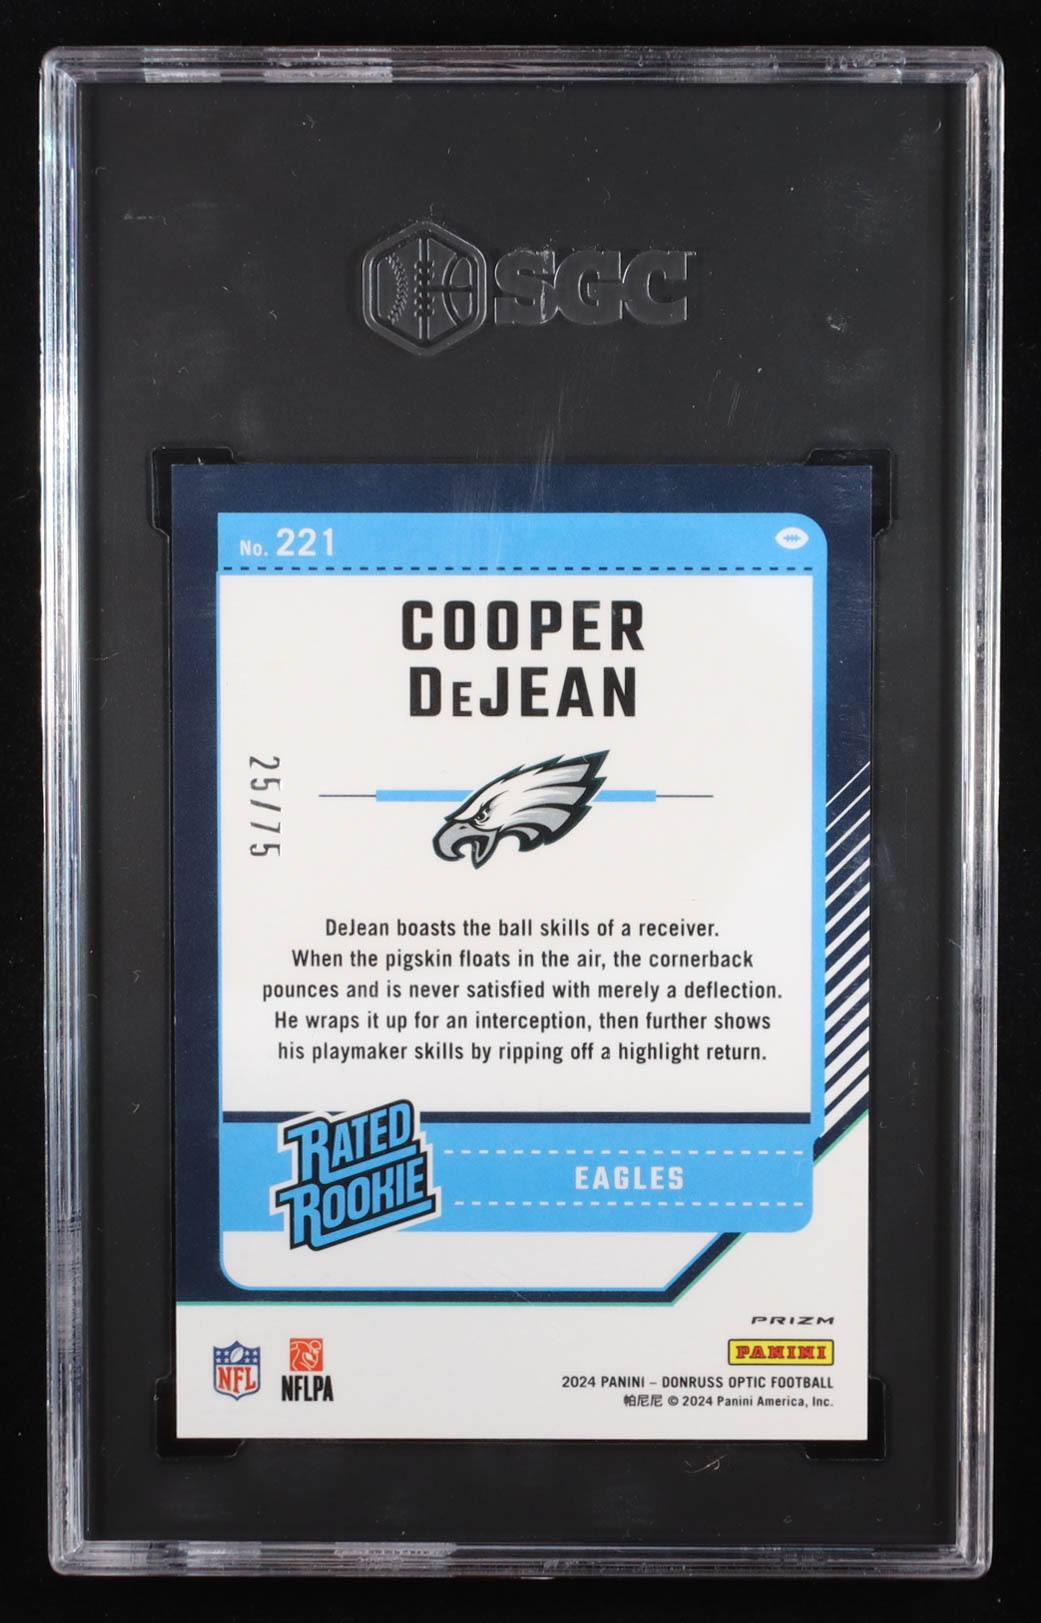 SGC
No. 221
COOPER
DeJEAN
25/75
DeJean boasts the ball skills of a receiver.
When the pigskin floats in the air, the cornerback
pounces and is never satisfied with merely a deflection.
He wraps it up for an interception, then further shows
his playmaker skills by ripping off a highlight return.
RATED
ROOKIE
EAGLES
PRIZM
PANINI
NFL
NFLPA
2024 PANINI – DONRUSS OPTIC FOOTBALL
帕尼尼 © 2024 Panini America, Inc.